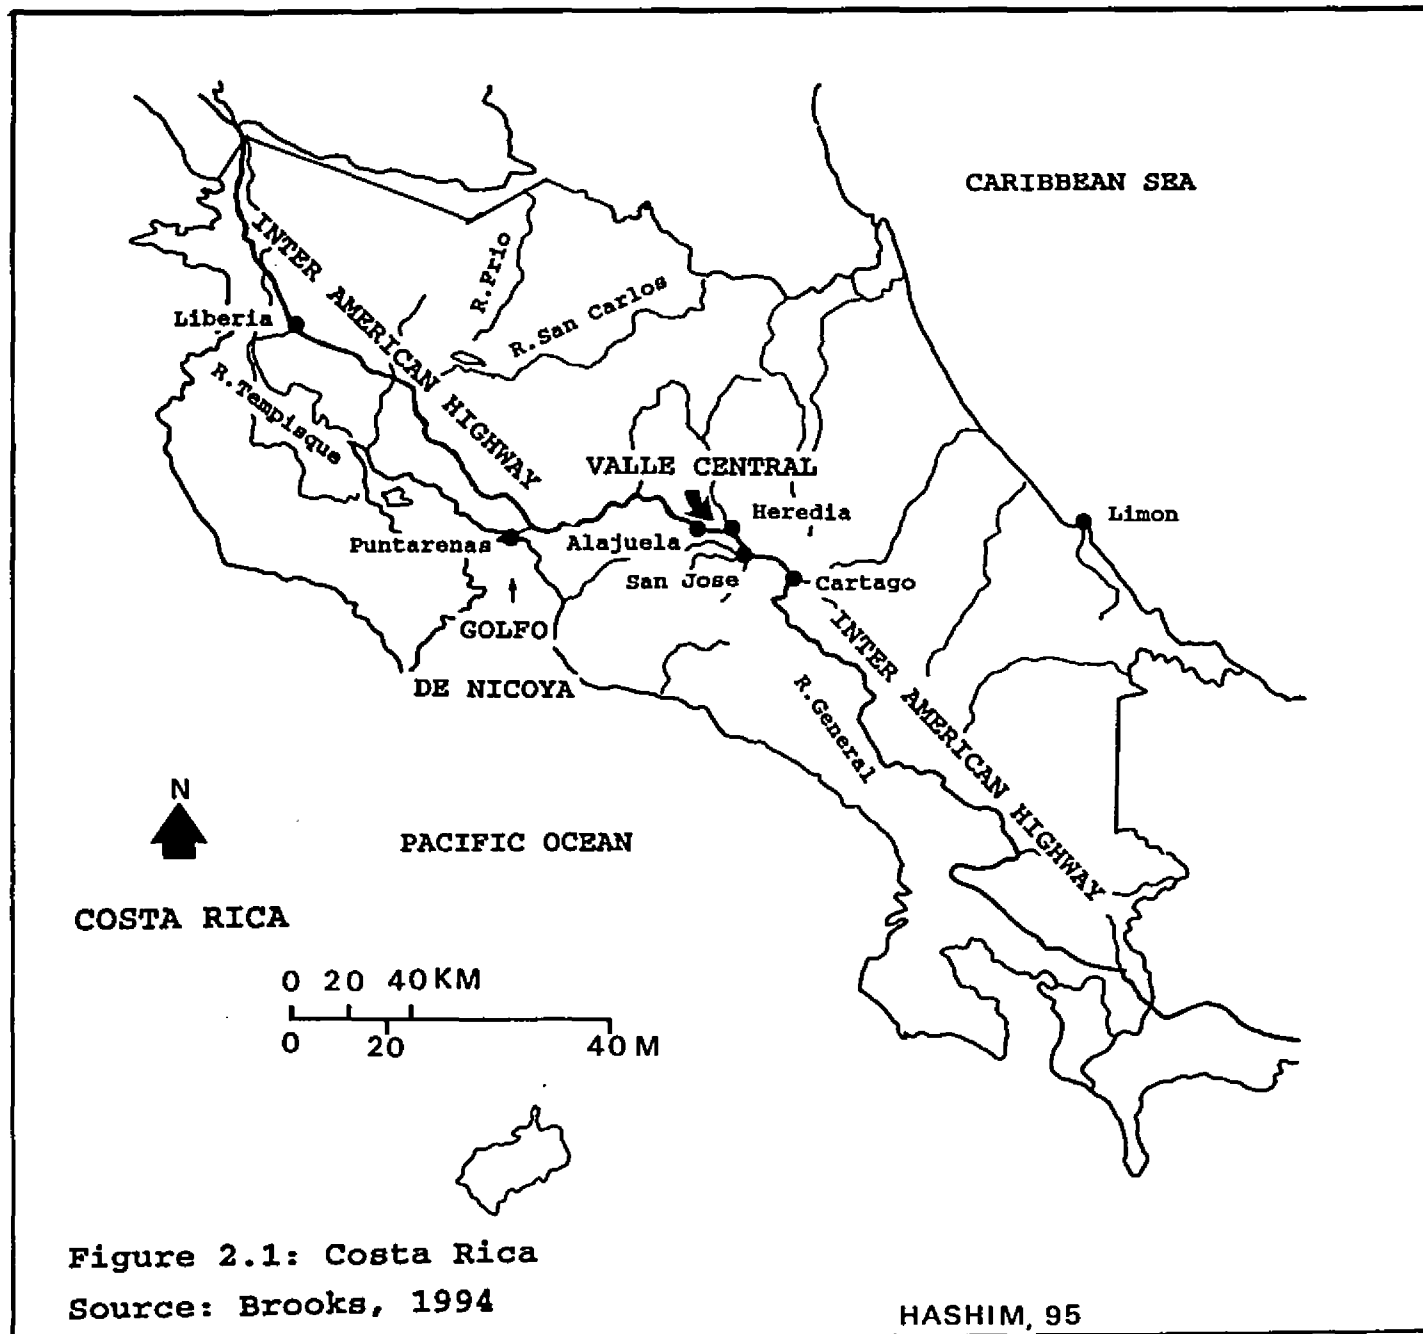 CARIBBEAN SEA
INTER AMERICAN HIGHWAY
R.Frio
R.San Carlos
Liberia
R.Tempisque
VALLE CENTRAL
Heredia
Limon
Puntarenas
Alajuela
San Jose
Cartago
GOLFO
DE NICOYA
INTER AMERICAN HIGHWAY
R.General
N
PACIFIC OCEAN
COSTA RICA
0 20 40 KM
0 20 40 M
Figure 2.1: Costa Rica
Source: Brooks, 1994
HASHIM, 95